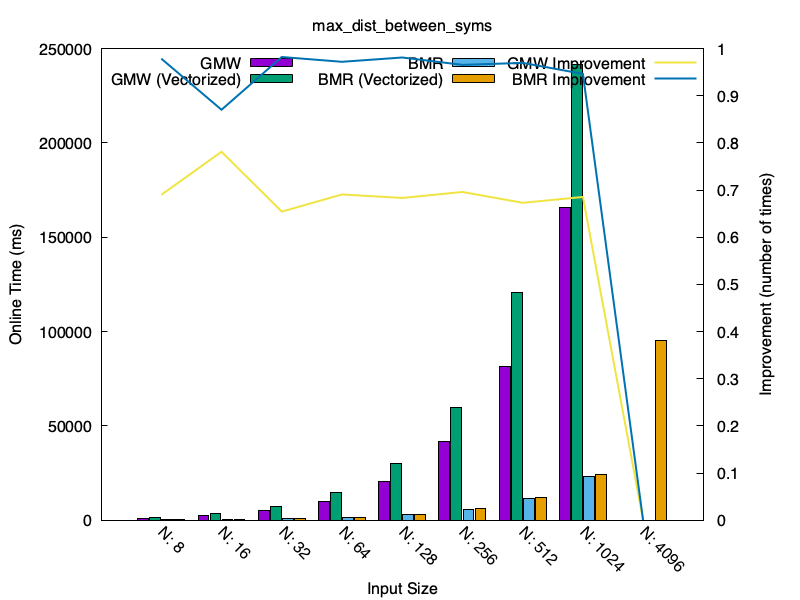 max_dist_between_syms
GMW BMR GMW Improvement
GMW (Vectorized) BMR (Vectorized) BMR Improvement
250000
200000
150000
100000
50000
0
Online Time (ms)
1
0.9
0.8
0.7
0.6
0.5
0.4
0.3
0.2
0.1
0
Improvement (number of times)
N: 8
N: 16
N: 32
N: 64
N: 128
N: 256
N: 512
N: 1024
N: 4096
Input Size